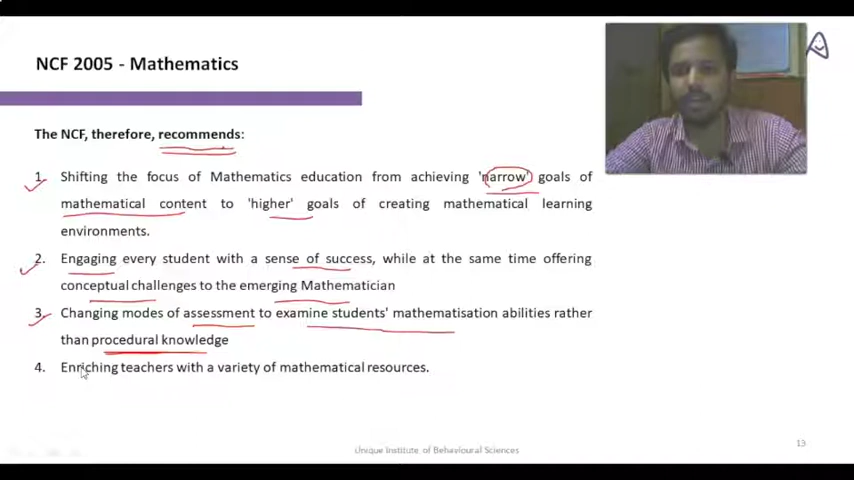 NCF 2005 - Mathematics
The NCF, therefore, recommends:
1. Shifting the focus of Mathematics education from achieving 'narrow' goals of
mathematical content to 'higher' goals of creating mathematical learning
environments.
2. Engaging every student with a sense of success, while at the same time offering
conceptual challenges to the emerging Mathematician
3. Changing modes of assessment to examine students' mathematisation abilities rather
than procedural knowledge
4. Enriching teachers with a variety of mathematical resources.
Unique Institute of Behavioural Sciences
13